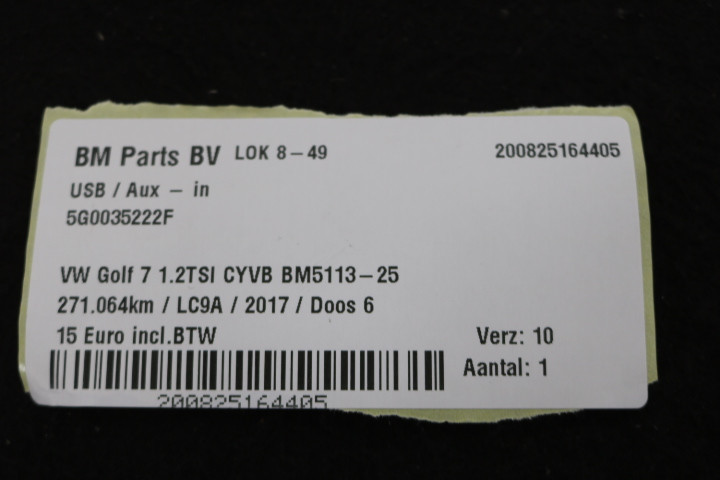 BM Parts BV LOK 8-49 200825164405
USB / Aux - in
5G0035222F
VW Golf 7 1.2TSI CYVB BM5113-25
271.064km / LC9A / 2017 / Doos 6
15 Euro incl.BTW Verz: 10
Aantal: 1
200825164405